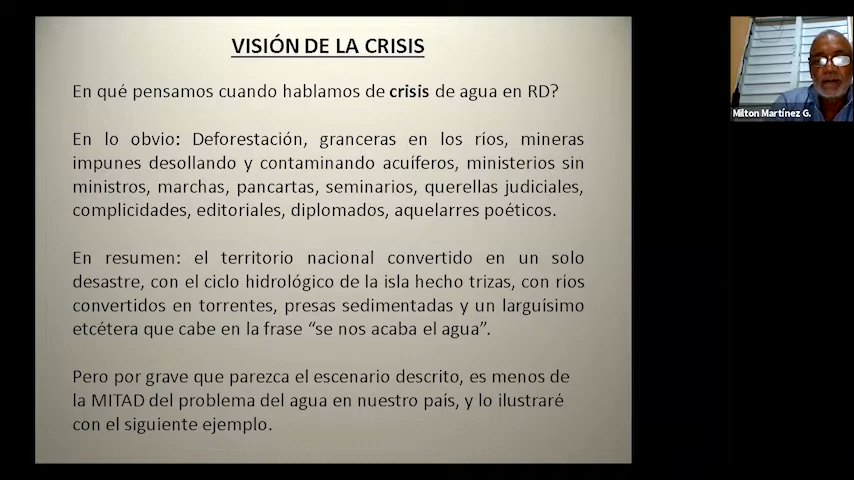 VISIÓN DE LA CRISIS
En qué pensamos cuando hablamos de crisis de agua en RD?
En lo obvio: Deforestación, granceras en los ríos, mineras
impunes desollando y contaminando acuíferos, ministerios sin
ministros, marchas, pancartas, seminarios, querellas judiciales,
complicidades, editoriales, diplomados, aquelarres poéticos.
En resumen: el territorio nacional convertido en un solo
desastre, con el ciclo hidrológico de la isla hecho trizas, con ríos
convertidos en torrentes, presas sedimentadas y un larguísimo
etcétera que cabe en la frase “se nos acaba el agua”.
Pero por grave que parezca el escenario descrito, es menos de
la MITAD del problema del agua en nuestro país, y lo ilustraré
con el siguiente ejemplo.
Milton Martínez G.